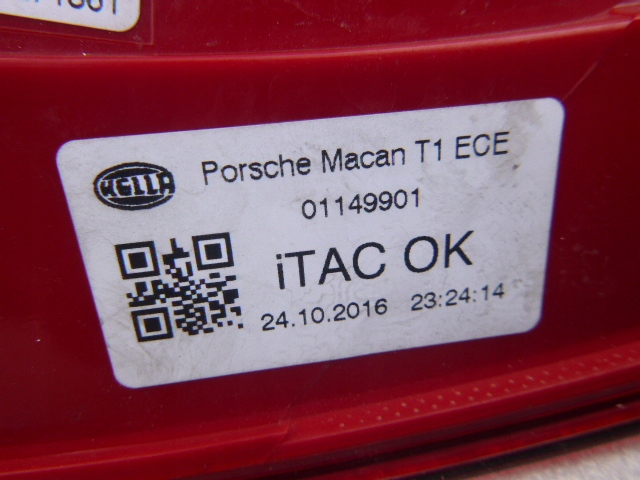 HELLA
Porsche Macan T1 ECE
01149901
iTAC OK
24.10.2016 23:24:14